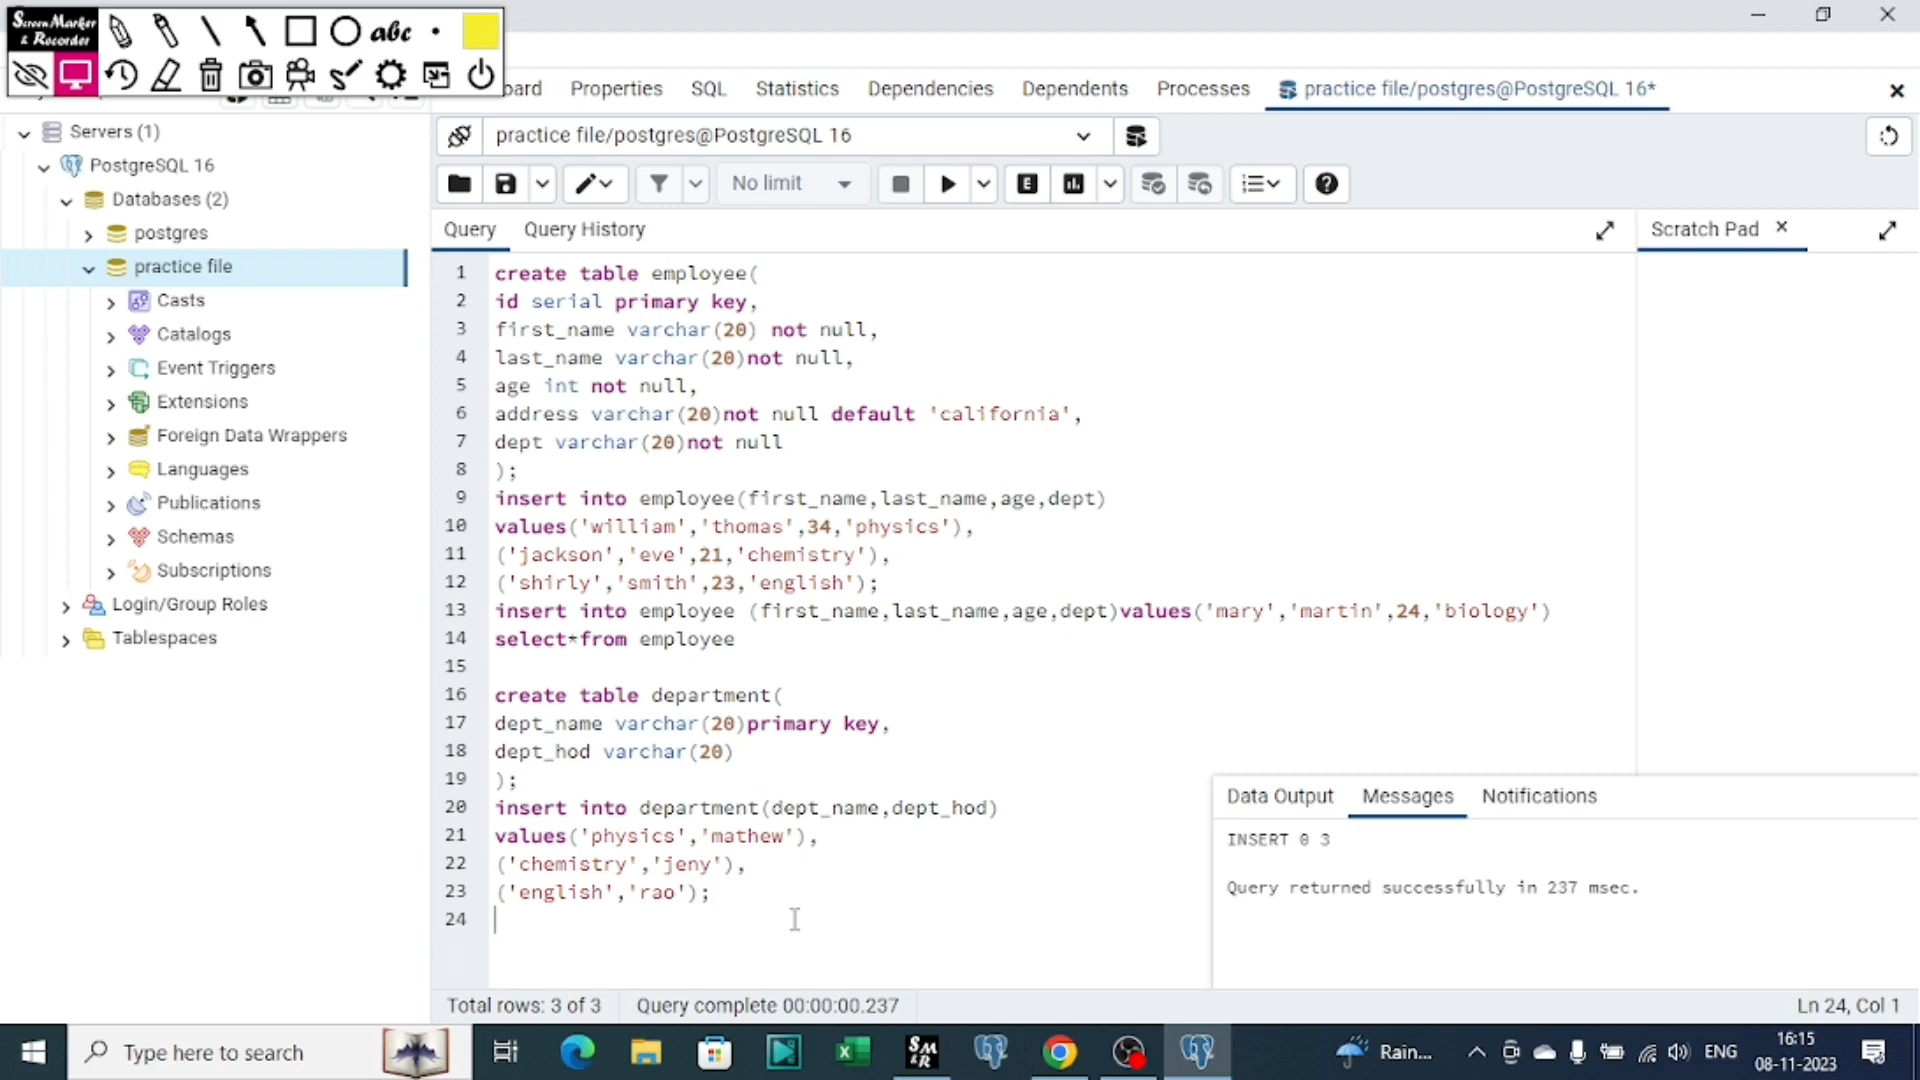 Screen Marker
& Recorder
abc
board
Properties
SQL
Statistics
Dependencies
Dependents
Processes
practice file/postgres@PostgreSQL 16*
Servers (1)
PostgreSQL 16
Databases (2)
postgres
practice file
Casts
Catalogs
Event Triggers
Extensions
Foreign Data Wrappers
Languages
Publications
Schemas
Subscriptions
Login/Group Roles
Tablespaces
practice file/postgres@PostgreSQL 16
No limit
E
Query
Query History
Scratch Pad
1 create table employee(
2 id serial primary key,
3 first_name varchar(20) not null,
4 last_name varchar(20)not null,
5 age int not null,
6 address varchar(20)not null default 'california',
7 dept varchar(20)not null
8 );
9 insert into employee(first_name,last_name,age,dept)
10 values('william','thomas',34,'physics'),
11 ('jackson','eve',21,'chemistry'),
12 ('shirly','smith',23,'english');
13 insert into employee (first_name,last_name,age,dept)values('mary','martin',24,'biology')
14 select*from employee
15
16 create table department(
17 dept_name varchar(20)primary key,
18 dept_hod varchar(20)
19 );
20 insert into department(dept_name,dept_hod)
21 values('physics','mathew'),
22 ('chemistry','jeny'),
23 ('english','rao');
24
Data Output
Messages
Notifications
INSERT 0 3
Query returned successfully in 237 msec.
Total rows: 3 of 3
Query complete 00:00:00.237
Ln 24, Col 1
Type here to search
SM
&R
Rain...
ENG
16:15
08-11-2023